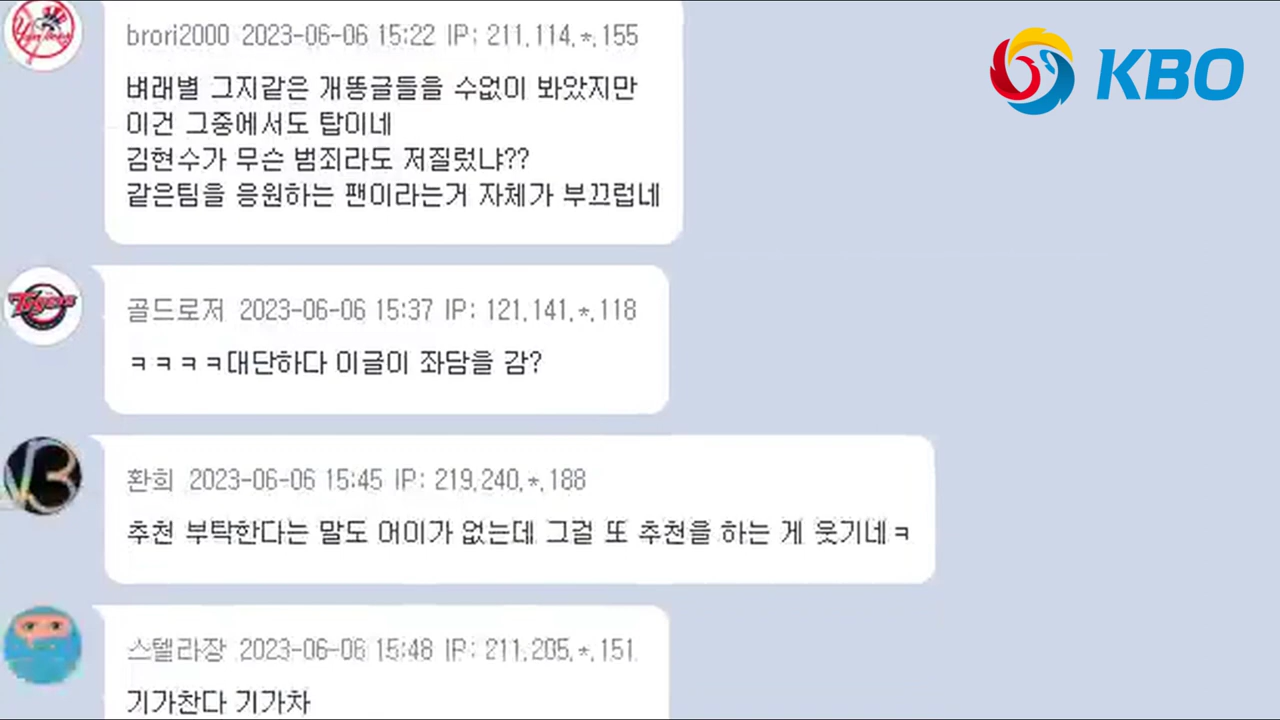 brori2000 2023-06-06 15:22 IP: 211.114.*.155
KBO
벼래별 그지같은 개똥글들을 수없이 봐았지만
이건 그중에서도 탑이네
김현수가 무슨 범죄라도 저질렀냐??
같은팀을 응원하는 팬이라는거 자체가 부끄럽네
Tigers
골드로저 2023-06-06 15:37 IP: 121.141.*.118
ㅋㅋㅋㅋ대단하다 이글이 좌담을 감?
환희 2023-06-06 15:45 IP: 219.240.*.188
추천 부탁한다는 말도 어이가 없는데 그걸 또 추천을 하는 게 웃기네ㅋ
스텔라장 2023-06-06 15:48 IP: 211.205.*.151
기가찬다 기가차